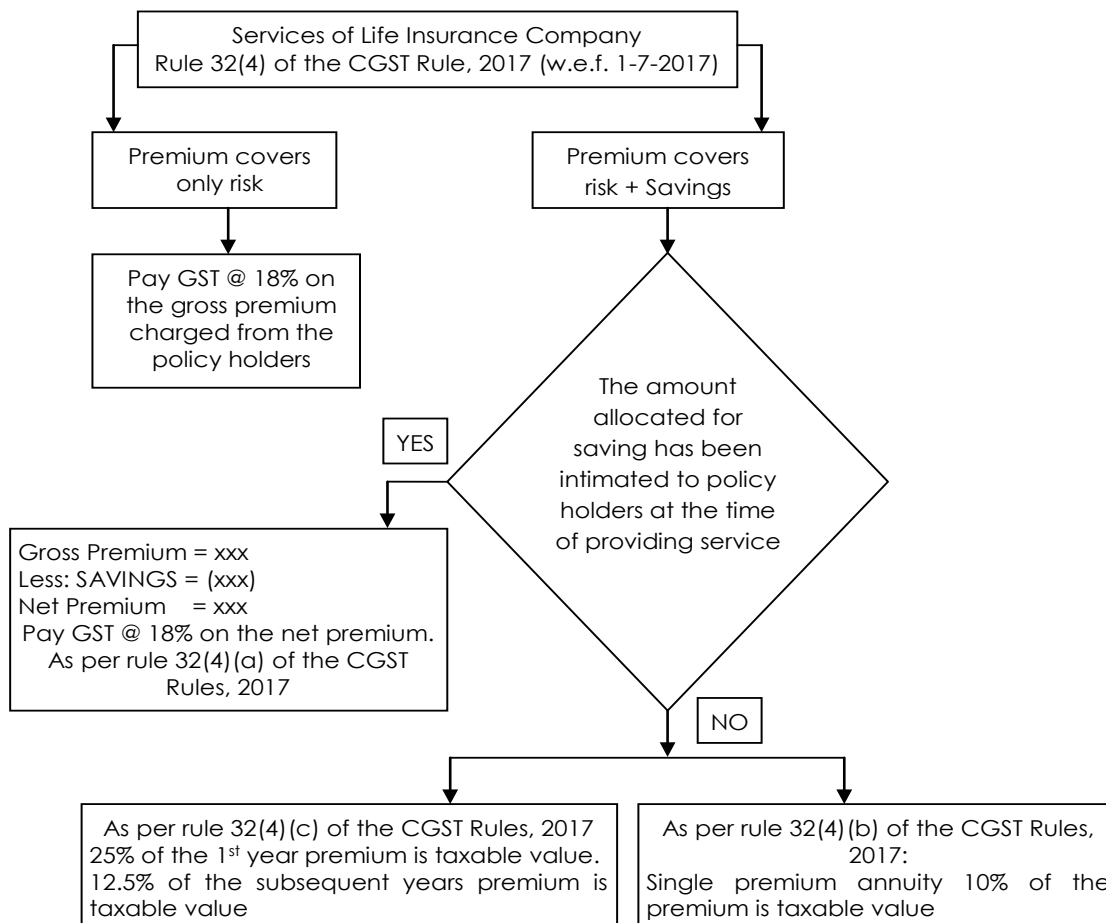 Services of Life Insurance Company
Rule 32(4) of the CGST Rule, 2017 (w.e.f. 1-7-2017)
Premium covers
only risk
Premium covers
risk + Savings
Pay GST @ 18% on
the gross premium
charged from the
policy holders
The amount
allocated for
saving has been
intimated to policy
holders at the time
of providing service
YES
Gross Premium = xxx
Less: SAVINGS = (xxx)
Net Premium = xxx
Pay GST @ 18% on the net premium.
As per rule 32(4)(a) of the CGST
Rules, 2017
NO
As per rule 32(4)(c) of the CGST Rules, 2017
25% of the 1st year premium is taxable value.
12.5% of the subsequent years premium is
taxable value
As per rule 32(4)(b) of the CGST Rules,
2017:
Single premium annuity 10% of the
premium is taxable value